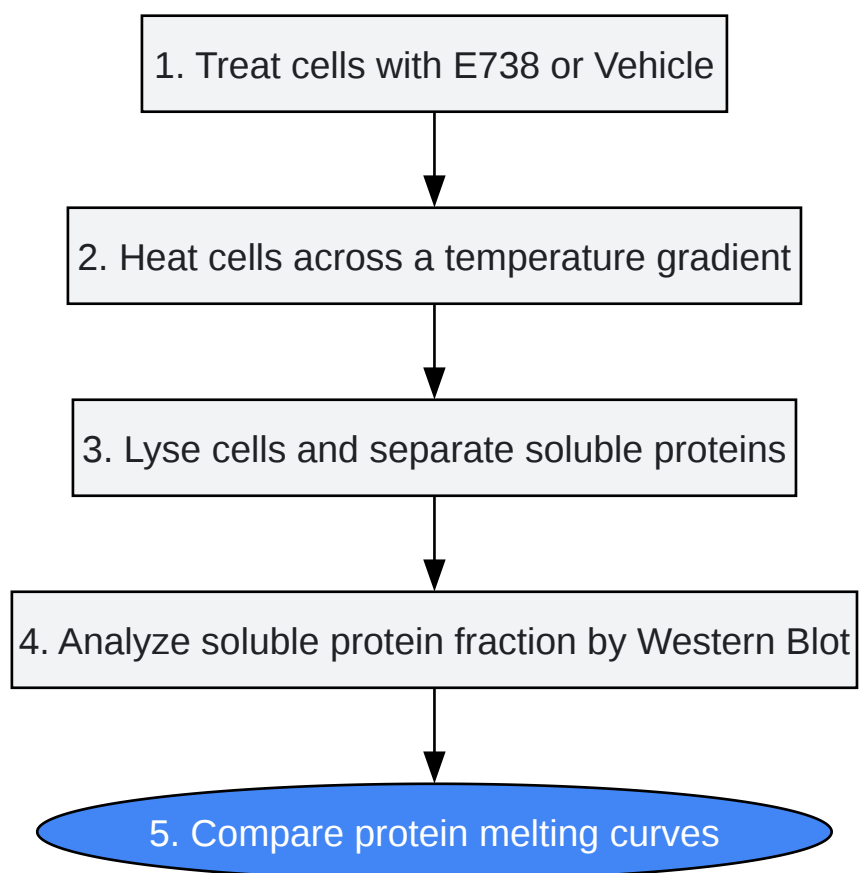 1. Treat cells with E738 or Vehicle
2. Heat cells across a temperature gradient
3. Lyse cells and separate soluble proteins
4. Analyze soluble protein fraction by Western Blot
5. Compare protein melting curves